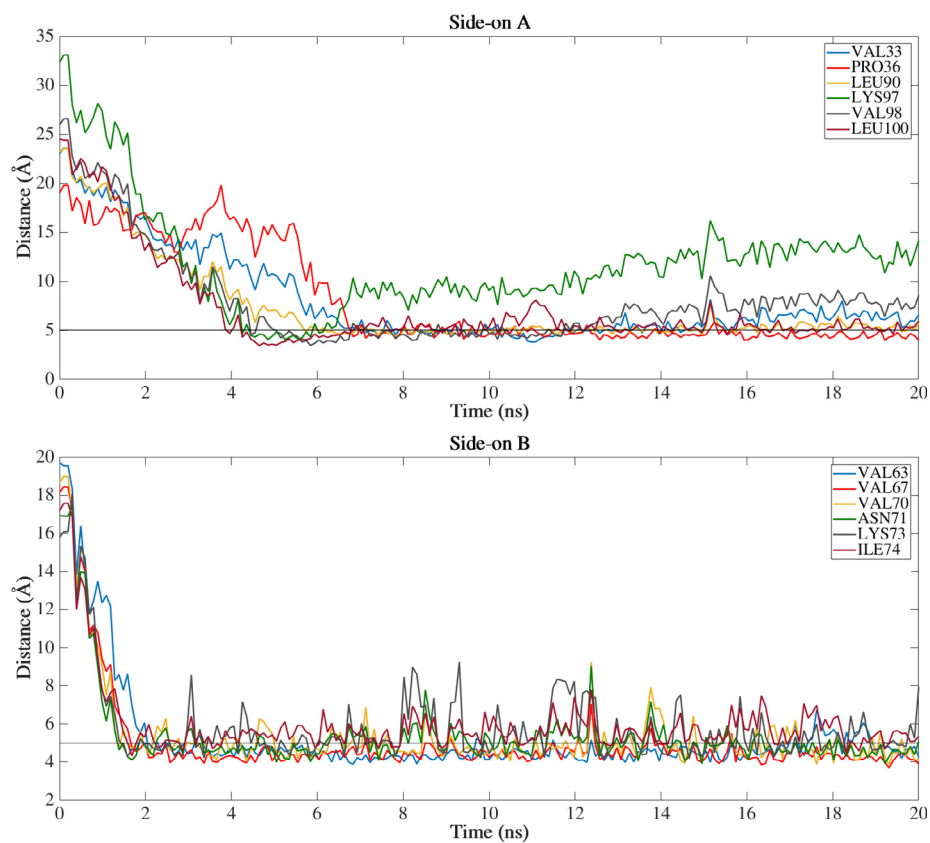 Side-on A
35
30
25
20
15
10
5
0
Distance (Å)
VAL33
PRO36
LEU90
LYS97
VAL98
LEU100
0 2 4 6 8 10 12 14 16 18 20
Time (ns)
Side-on B
20
18
16
14
12
10
8
6
4
2
Distance (Å)
VAL63
VAL67
VAL70
ASN71
LYS73
ILE74
0 2 4 6 8 10 12 14 16 18 20
Time (ns)